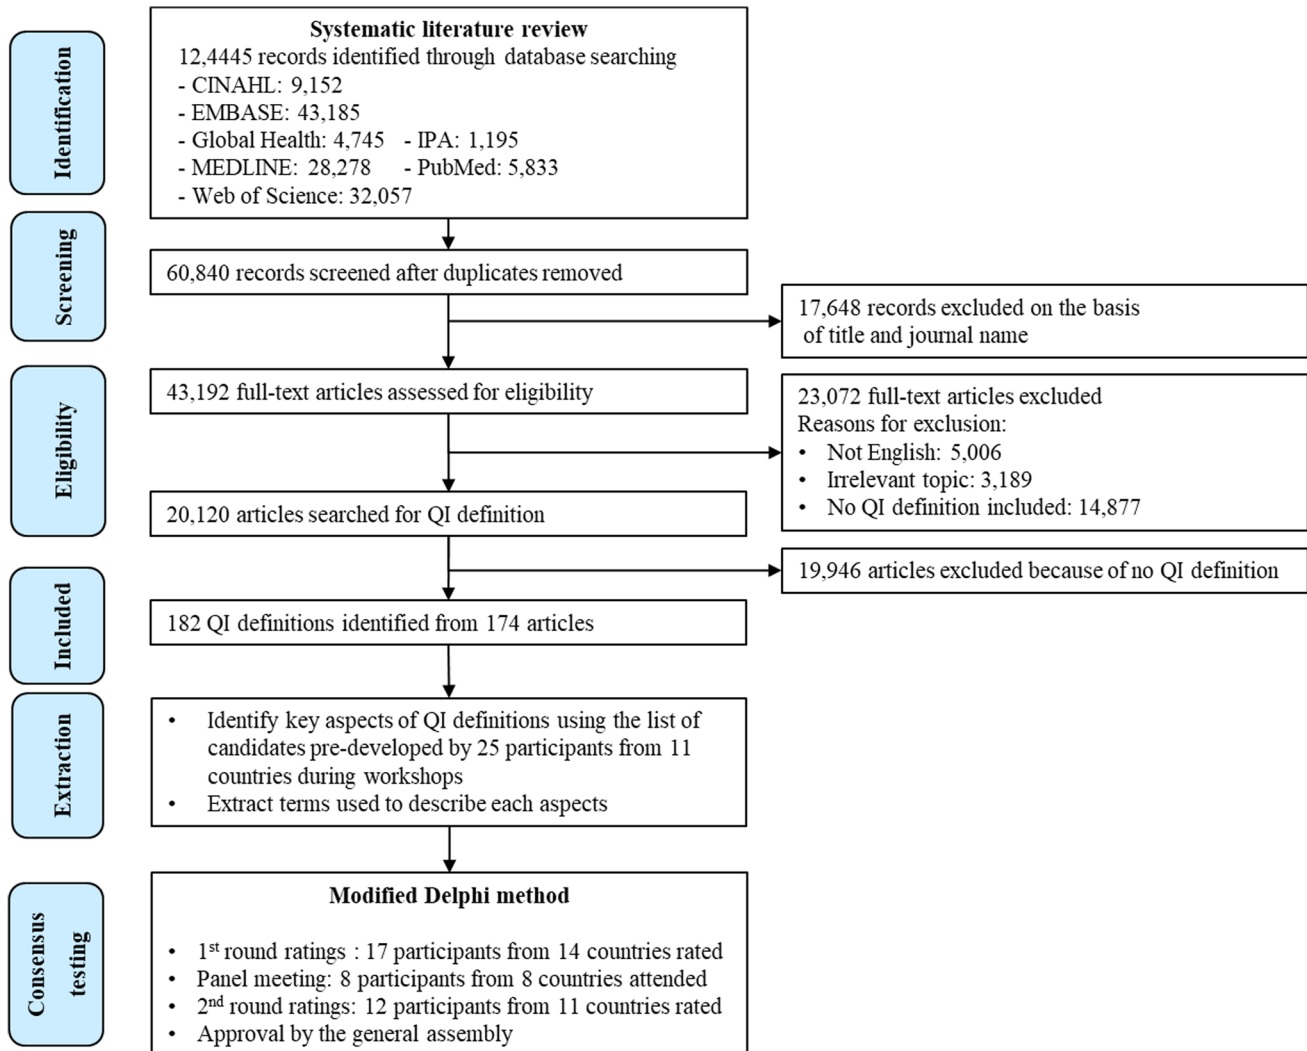 Identification
Systematic literature review
12,4445 records identified through database searching
- CINAHL: 9,152
- EMBASE: 43,185
- Global Health: 4,745 - IPA: 1,195
- MEDLINE: 28,278 - PubMed: 5,833
- Web of Science: 32,057
Screening
60,840 records screened after duplicates removed
17,648 records excluded on the basis
of title and journal name
Eligibility
43,192 full-text articles assessed for eligibility
23,072 full-text articles excluded
Reasons for exclusion:
• Not English: 5,006
• Irrelevant topic: 3,189
• No QI definition included: 14,877
20,120 articles searched for QI definition
19,946 articles excluded because of no QI definition
Included
182 QI definitions identified from 174 articles
Extraction
• Identify key aspects of QI definitions using the list of
candidates pre-developed by 25 participants from 11
countries during workshops
• Extract terms used to describe each aspects
Consensus
testing
Modified Delphi method
• 1st round ratings : 17 participants from 14 countries rated
• Panel meeting: 8 participants from 8 countries attended
• 2nd round ratings: 12 participants from 11 countries rated
• Approval by the general assembly